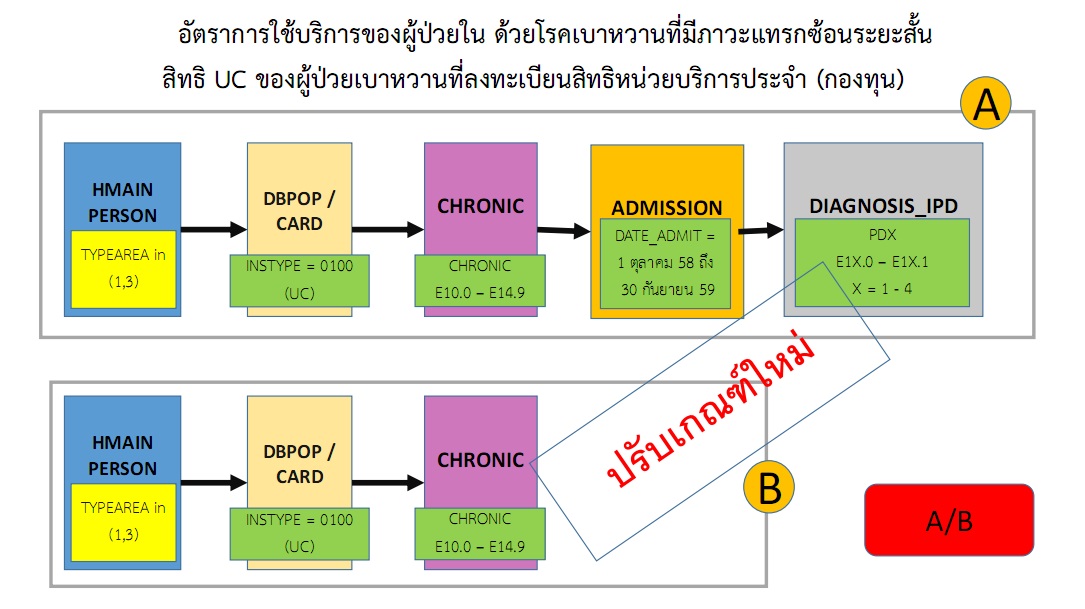 อัตราการใช้บริการของผู้ป่วยใน ด้วยโรคเบาหวานที่มีภาวะแทรกซ้อนระยะสั้น
สิทธิ UC ของผู้ป่วยเบาหวานที่ลงทะเบียนสิทธิหน่วยบริการประจำ (กองทุน)
A
HMAIN
PERSON
TYPEAREA in
(1,3)
DBPOP /
CARD
INSTYPE = 0100
(UC)
CHRONIC
CHRONIC
E10.0 – E14.9
ADMISSION
DATE_ADMIT =
1 ตุลาคม 58 ถึง
30 กันยายน 59
DIAGNOSIS_IPD
PDX
E1X.0 – E1X.1
X = 1 - 4
ปรับเกณฑ์ใหม่
HMAIN
PERSON
TYPEAREA in
(1,3)
DBPOP /
CARD
INSTYPE = 0100
(UC)
CHRONIC
CHRONIC
E10.0 – E14.9
B
A/B